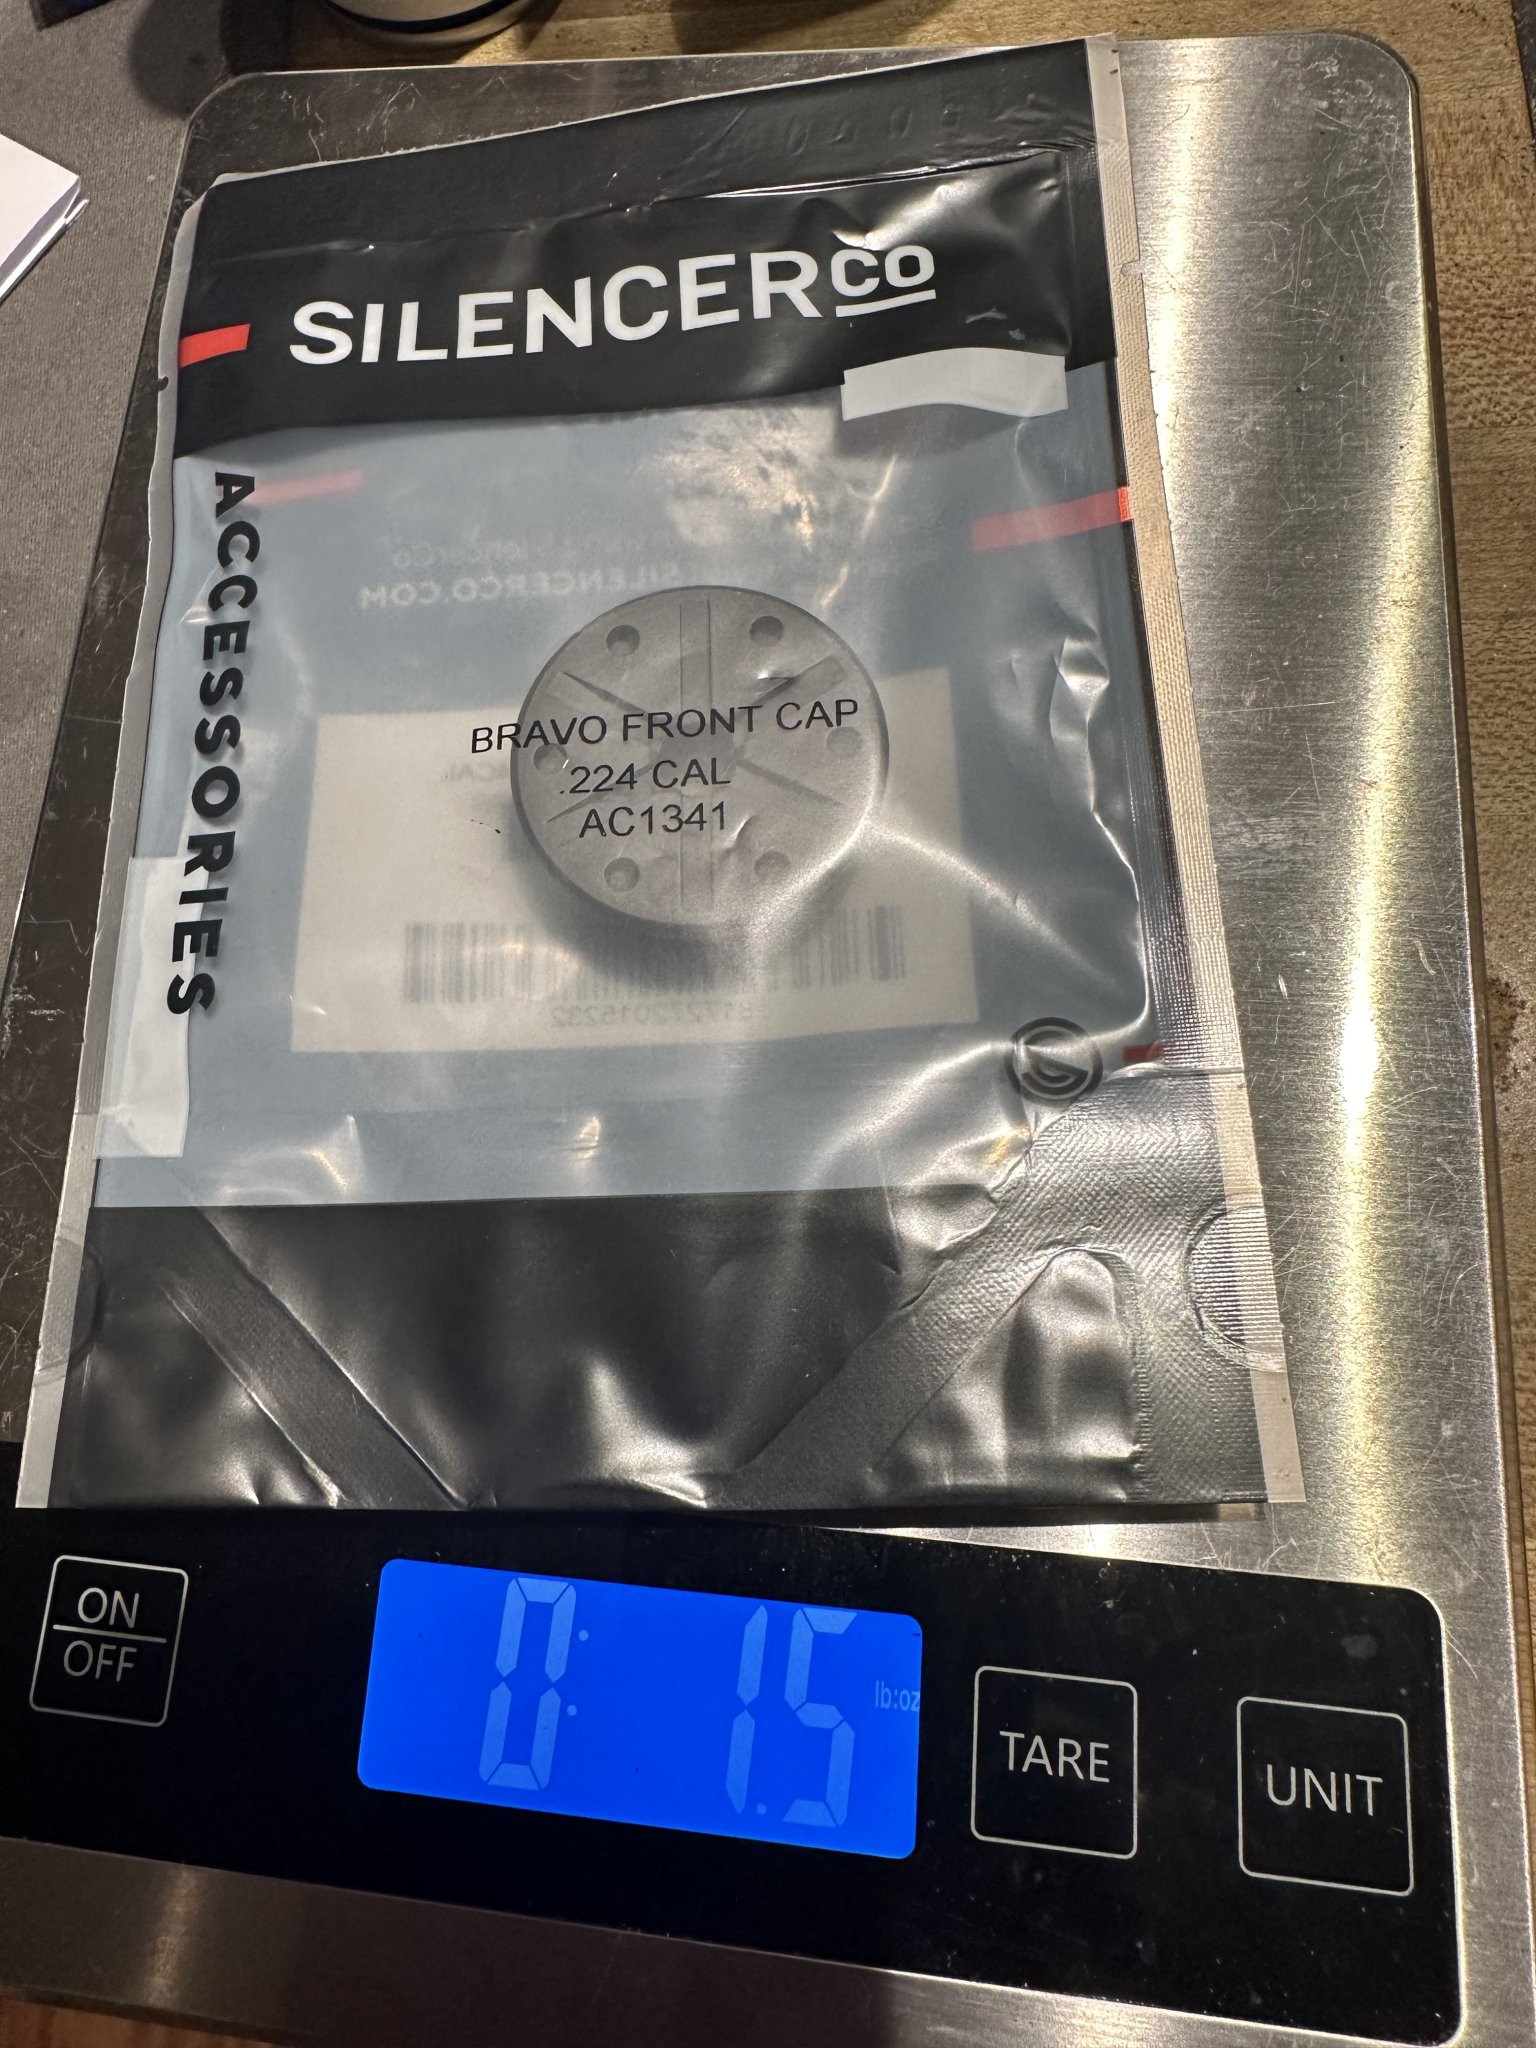 SILENCERCO
ACCESSORIES
SILENCERCO.COM
BRAVO FRONT CAP
.224 CAL
AC1341
ON
OFF
0: 1.5
lb:oz
TARE
UNIT